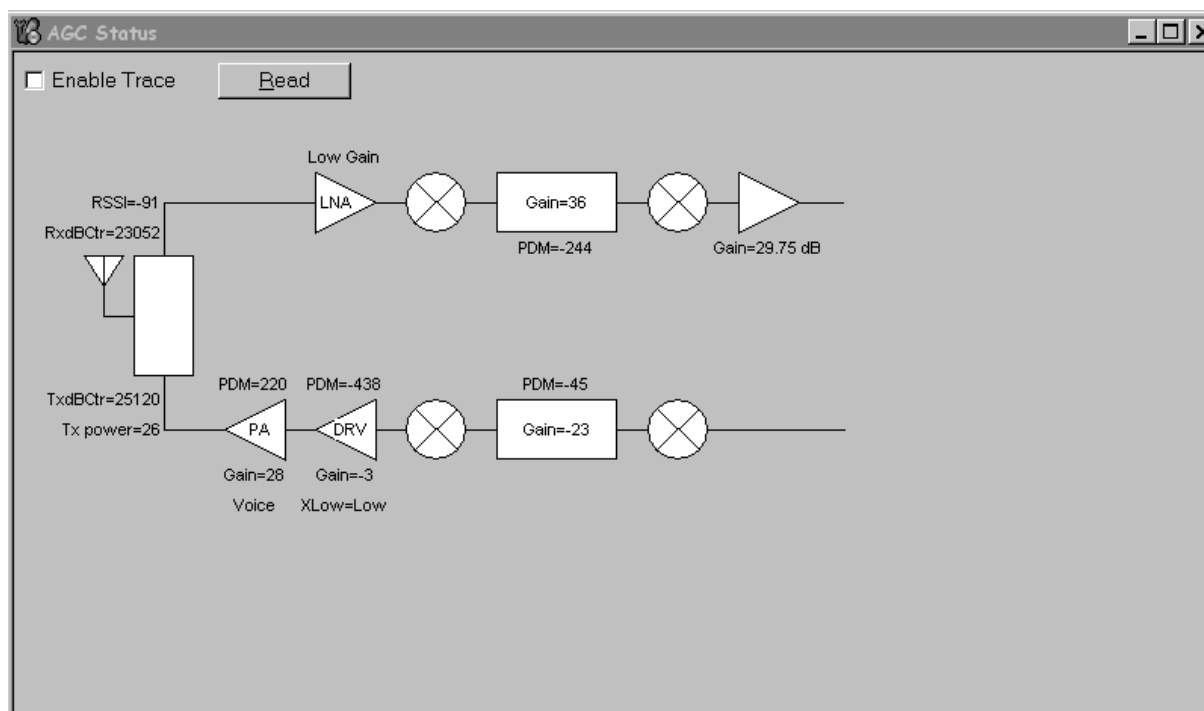 AGC Status
Enable Trace
Read
Low Gain
RSSI=-91
LNA
Gain=36
RxdBCtr=23052
PDM=-244
Gain=29.75 dB
PDM=220
PDM=-438
PDM=-45
TxdBCtr=25120
Tx power=26
PA
DRV
Gain=-23
Gain=28
Gain=-3
Voice
XLow=Low